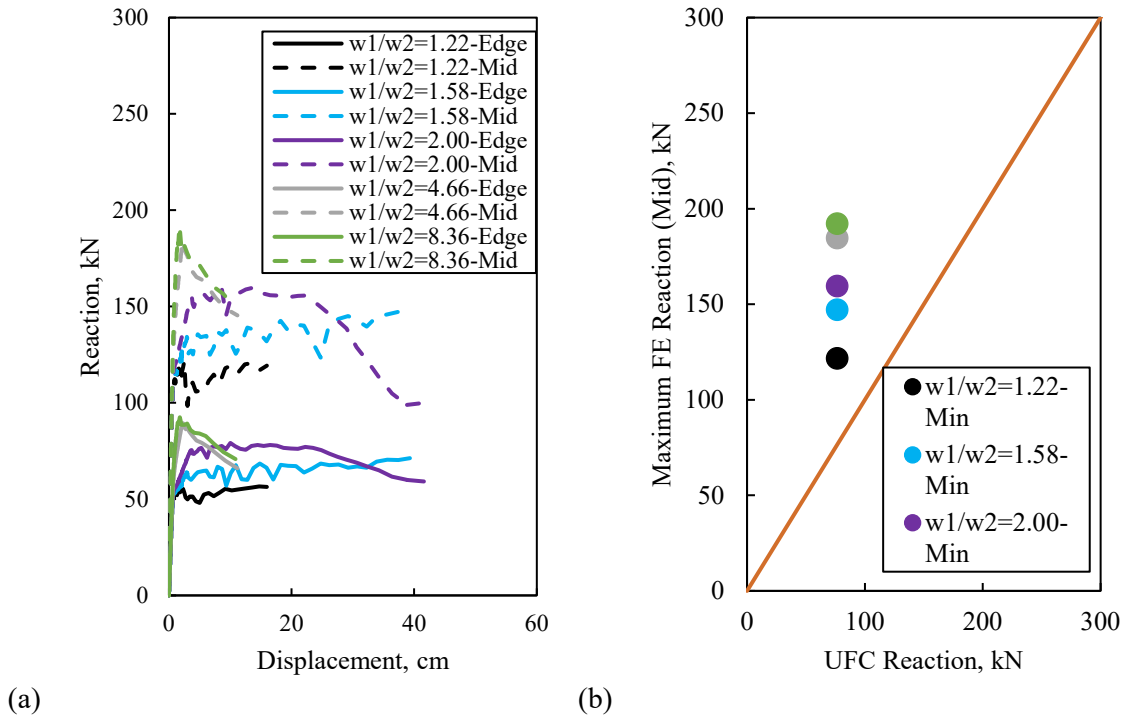 300
250
200
150
100
50
0
Reaction, kN
w1/w2=1.22-Edge
w1/w2=1.22-Mid
w1/w2=1.58-Edge
w1/w2=1.58-Mid
w1/w2=2.00-Edge
w1/w2=2.00-Mid
w1/w2=4.66-Edge
w1/w2=4.66-Mid
w1/w2=8.36-Edge
w1/w2=8.36-Mid
0 20 40 60
Displacement, cm
(a)
300
250
200
150
100
50
0
Maximum FE Reaction (Mid), kN
w1/w2=1.22-
Min
w1/w2=1.58-
Min
w1/w2=2.00-
Min
0 100 200 300
UFC Reaction, kN
(b)